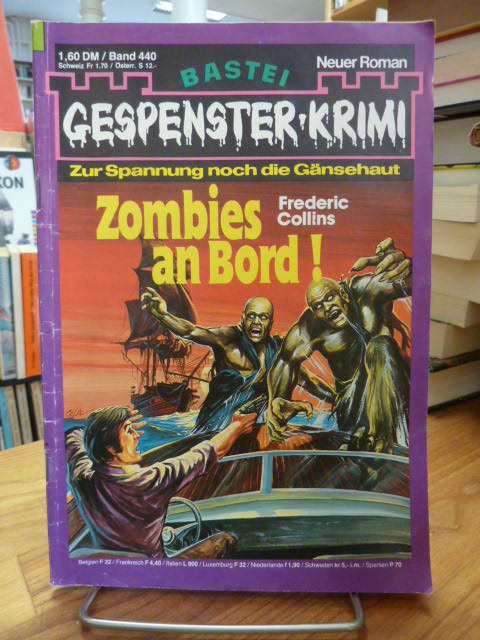 1,60 DM / Band 440
Schweiz Fr 1.70 / Österr. S 12.-
BASTEI
Neuer Roman
GESPENSTER-KRIMI
Zur Spannung noch die Gänsehaut
Zombies
an Bord !
Frederic
Collins
KON
Belgien F 32 / Frankreich F 4,40 / Italien L 900 / Luxemburg F 32 / Niederlande f 1,90 / Schweden kr 5,- i.m. / Spanien P 70